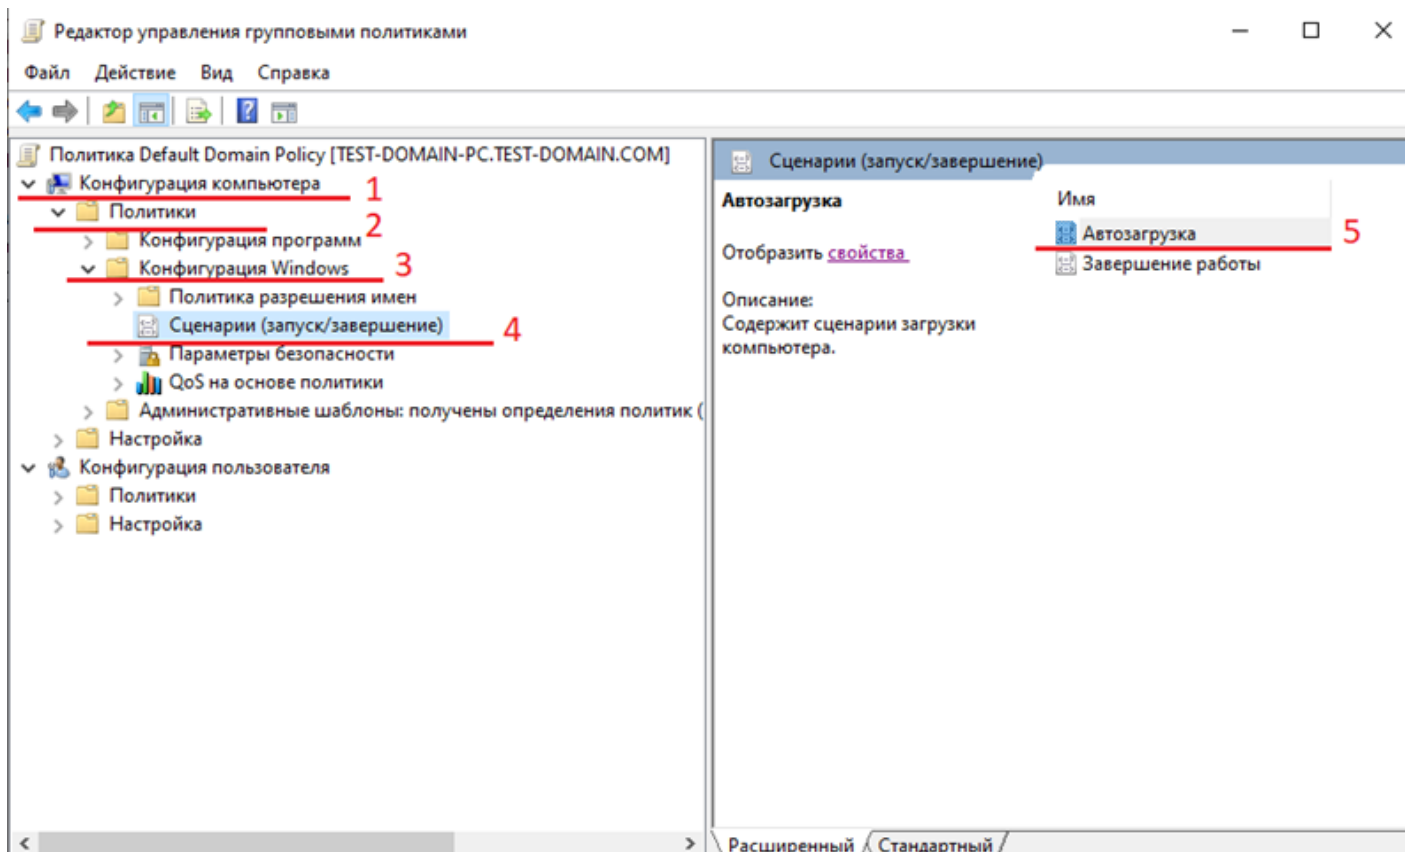 Редактор управления групповыми политиками
Файл Действие Вид Справка
Политика Default Domain Policy [TEST-DOMAIN-PC.TEST-DOMAIN.COM]
Конфигурация компьютера 1
Политики 2
Конфигурация программ
Конфигурация Windows 3
Политика разрешения имен
Сценарии (запуск/завершение) 4
Параметры безопасности
QoS на основе политики
Административные шаблоны: получены определения политик (
Настройка
Конфигурация пользователя
Политики
Настройка
Сценарии (запуск/завершение)
Автозагрузка
Отобразить свойства
Описание:
Содержит сценарии загрузки
компьютера.
Имя
Автозагрузка 5
Завершение работы
Расширенный Стандартный